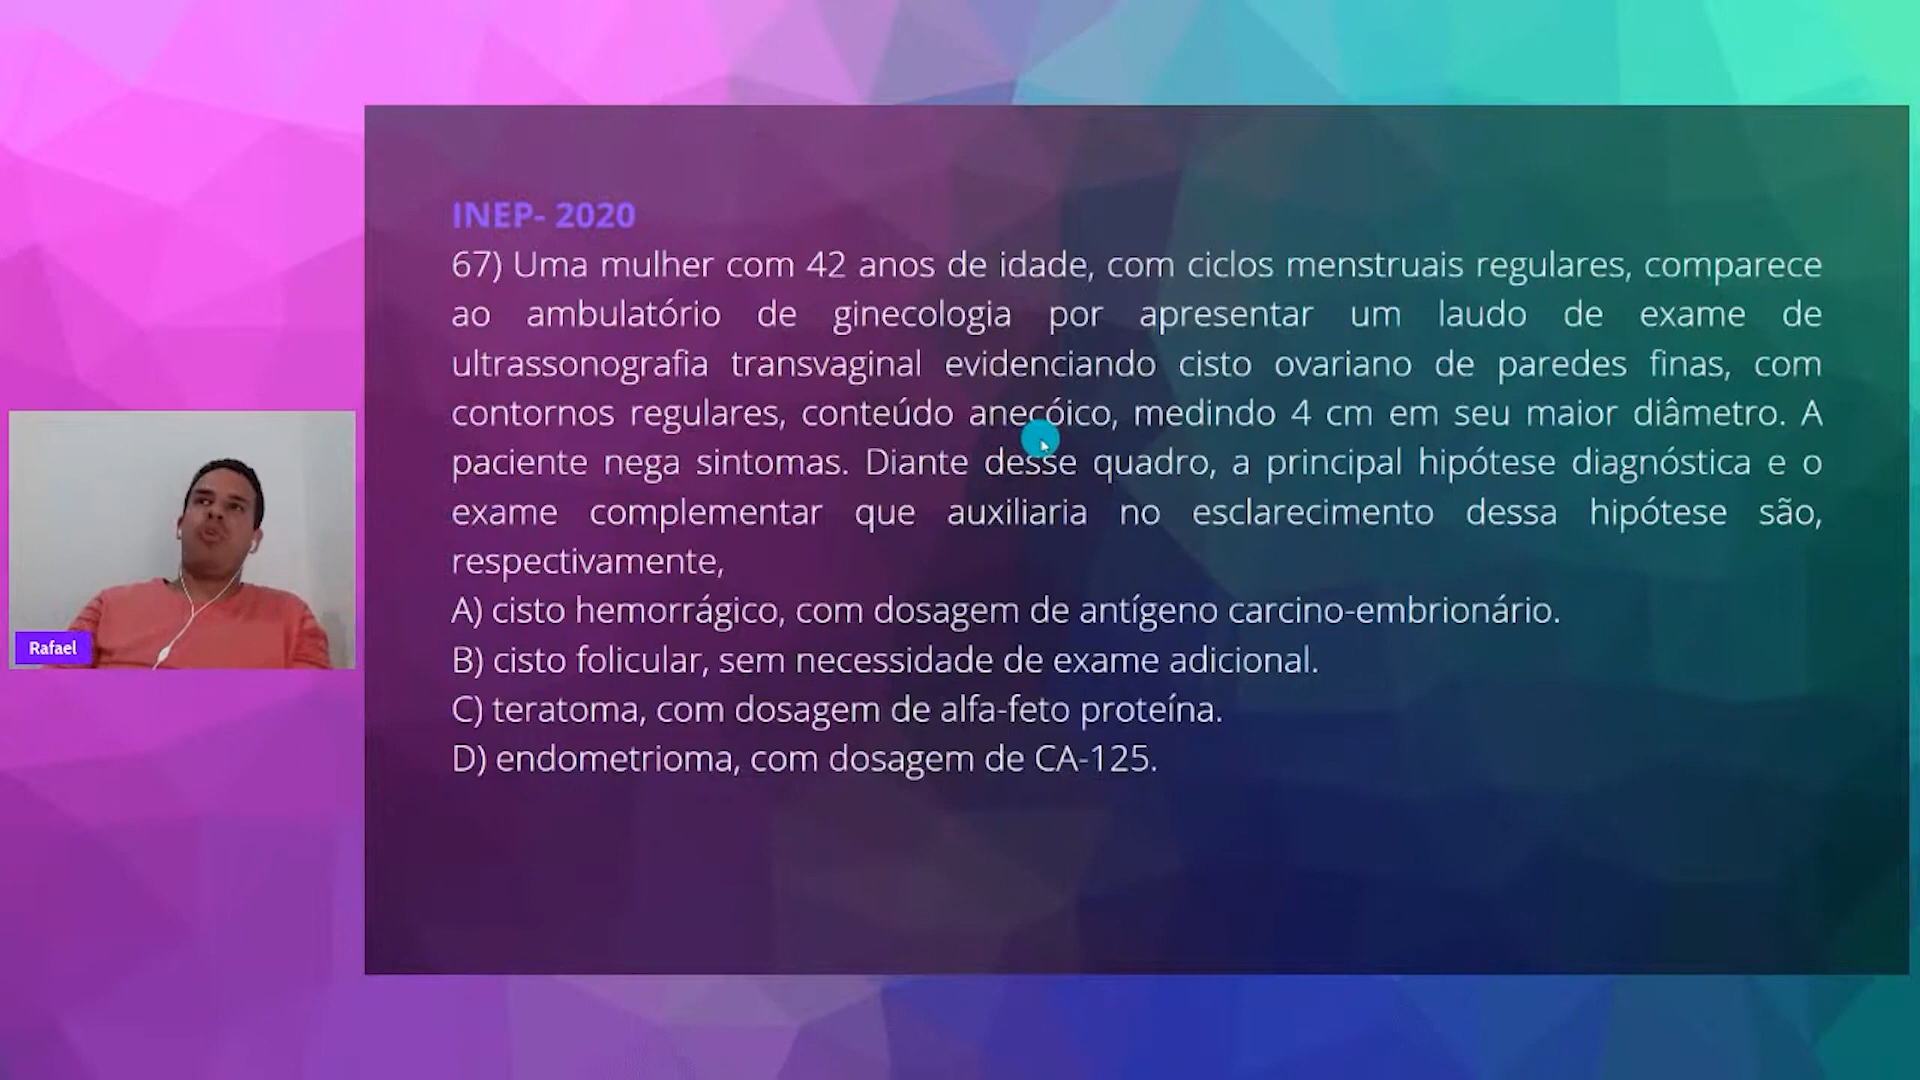 INEP- 2020
67) Uma mulher com 42 anos de idade, com ciclos menstruais regulares, comparece
ao ambulatório de ginecologia por apresentar um laudo de exame de
ultrassonografia transvaginal evidenciando cisto ovariano de paredes finas, com
contornos regulares, conteúdo anecóico, medindo 4 cm em seu maior diâmetro. A
paciente nega sintomas. Diante desse quadro, a principal hipótese diagnóstica e o
exame complementar que auxiliaria no esclarecimento dessa hipótese são,
respectivamente,
A) cisto hemorrágico, com dosagem de antígeno carcino-embrionário.
B) cisto folicular, sem necessidade de exame adicional.
C) teratoma, com dosagem de alfa-feto proteína.
D) endometrioma, com dosagem de CA-125.
Rafael